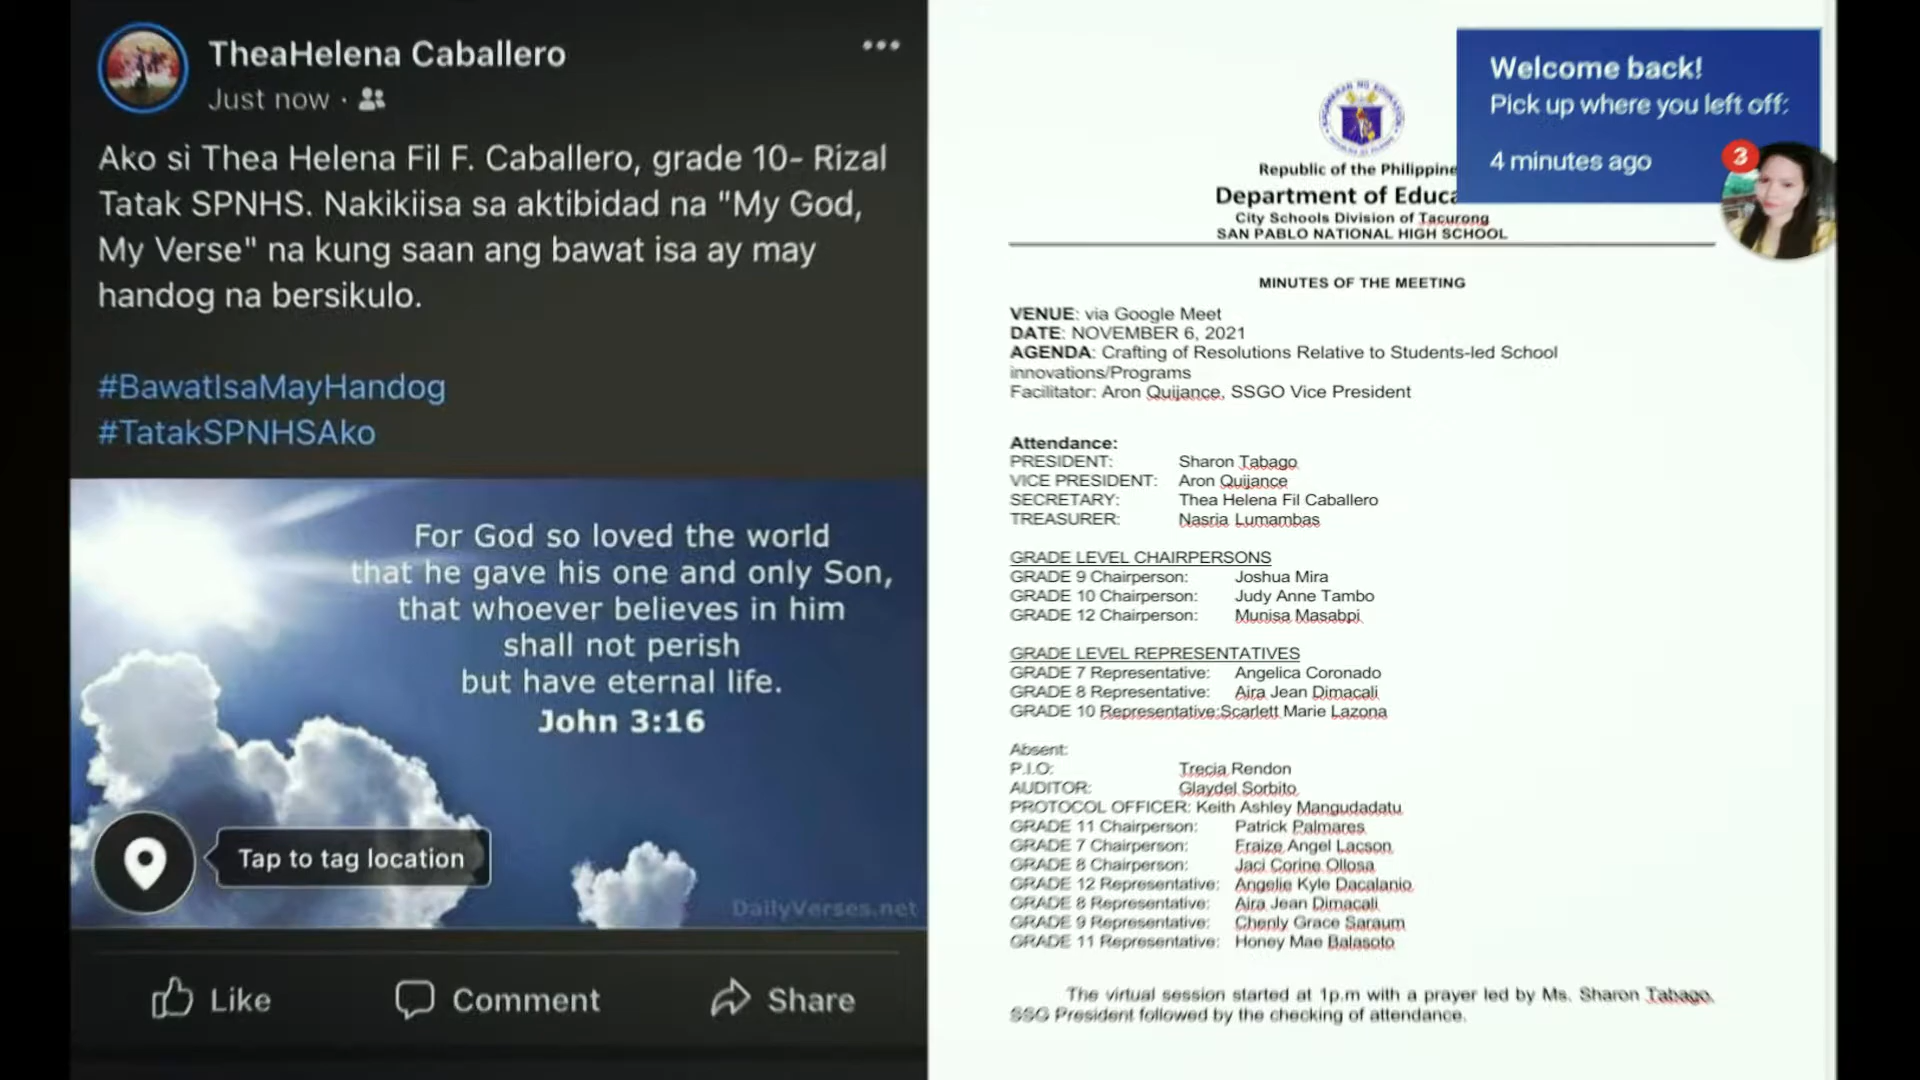 TheaHelena Caballero
Just now ·
Ako si Thea Helena Fil F. Caballero, grade 10- Rizal
Tatak SPNHS. Nakikiisa sa aktibidad na "My God,
My Verse" na kung saan ang bawat isa ay may
handog na bersikulo.
#BawatIsaMayHandog
#TatakSPNHSAko
For God so loved the world
that he gave his one and only Son,
that whoever believes in him
shall not perish
but have eternal life.
John 3:16
Tap to tag location
DailyVerses.net
Like
Comment
Share
Welcome back!
Pick up where you left off:
4 minutes ago
3
Republic of the Philippine
Department of Educa
City Schools Division of Tacurong
SAN PABLO NATIONAL HIGH SCHOOL
MINUTES OF THE MEETING
VENUE: via Google Meet
DATE: NOVEMBER 6, 2021
AGENDA: Crafting of Resolutions Relative to Students-led School
innovations/Programs
Facilitator: Aron Quijance, SSGO Vice President
Attendance:
PRESIDENT: Sharon Tabago
VICE PRESIDENT: Aron Quijance
SECRETARY: Thea Helena Fil Caballero
TREASURER: Nasria Lumambas
GRADE LEVEL CHAIRPERSONS
GRADE 9 Chairperson: Joshua Mira
GRADE 10 Chairperson: Judy Anne Tambo
GRADE 12 Chairperson: Munisa Masabpi
GRADE LEVEL REPRESENTATIVES
GRADE 7 Representative: Angelica Coronado
GRADE 8 Representative: Aira Jean Dimacali
GRADE 10 Representative:Scarlett Marie Lazona
Absent:
P.I.O: Trecia Rendon
AUDITOR: Glaydel Sorbito
PROTOCOL OFFICER: Keith Ashley Mangudadatu
GRADE 11 Chairperson: Patrick Palmares
GRADE 7 Chairperson: Fraize Angel Lacson
GRADE 8 Chairperson: Jaci Corine Ollosa
GRADE 12 Representative: Angelie Kyle Dacalanio
GRADE 8 Representative: Aira Jean Dimacali
GRADE 9 Representative: Chenly Grace Saraum
GRADE 11 Representative: Honey Mae Balasoto
The virtual session started at 1p.m with a prayer led by Ms. Sharon Tabago,
SSG President followed by the checking of attendance.